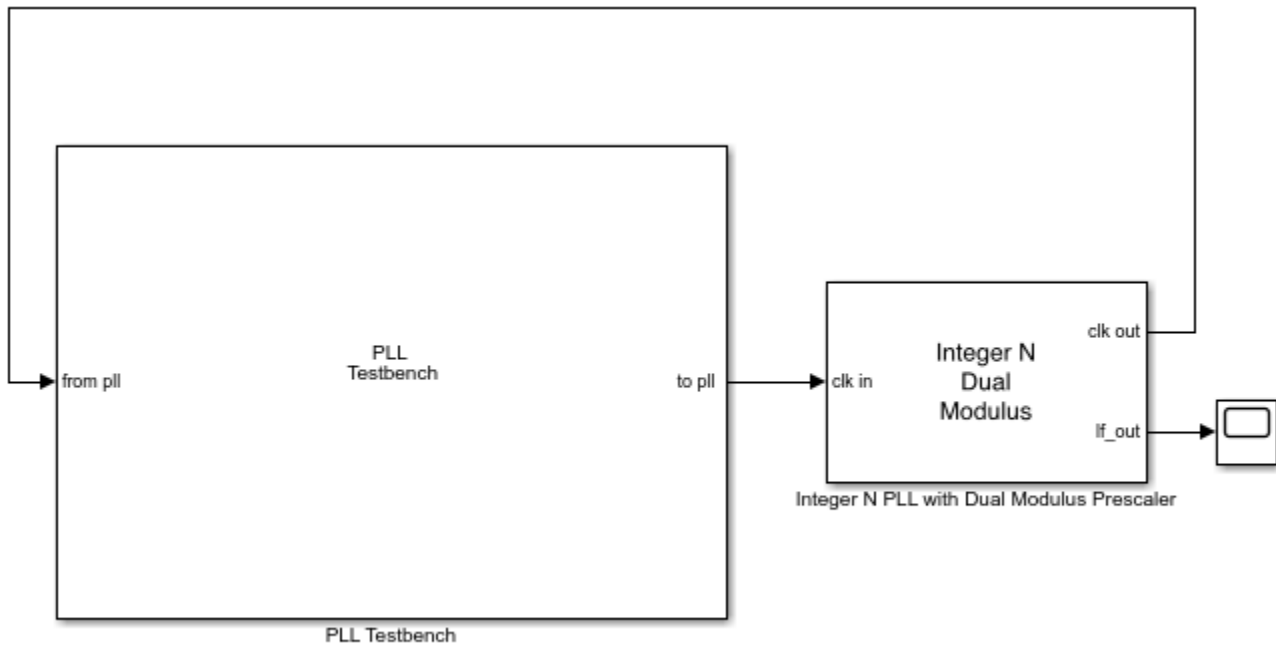 PLL
Testbench
from pll
to pll
PLL Testbench
clk in
Integer N
Dual
Modulus
clk out
lf_out
Integer N PLL with Dual Modulus Prescaler